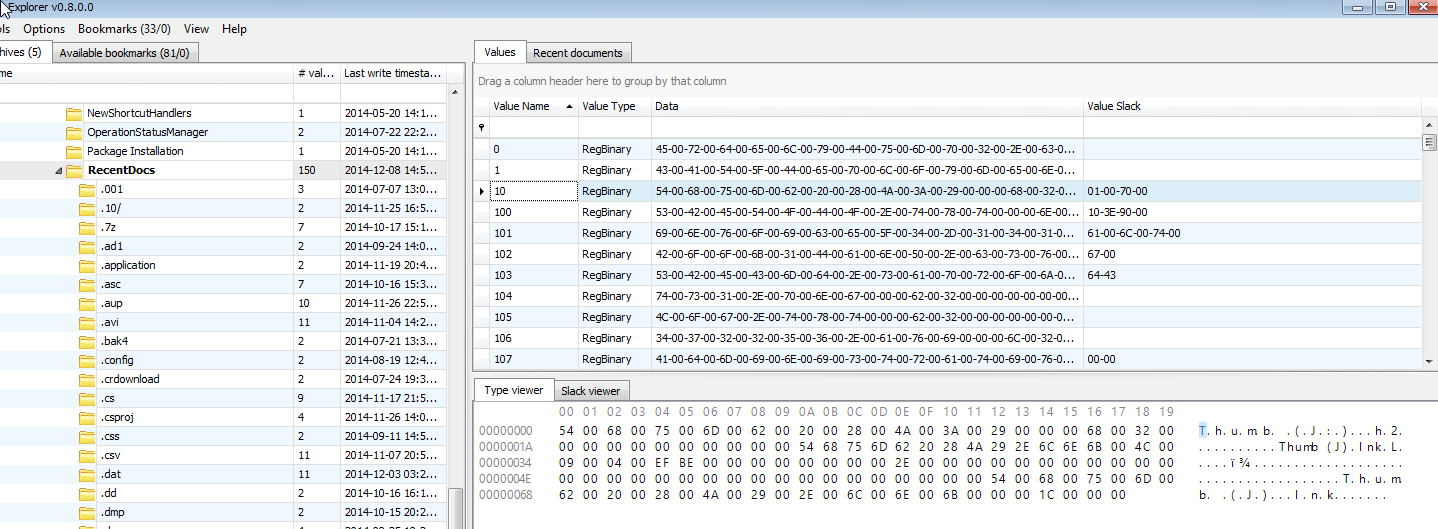 Explorer v0.8.0.0
ols Options Bookmarks (33/0) View Help
hives (5) Available bookmarks (81/0)
me # val... Last write timesta...
NewShortcutHandlers 1 2014-05-20 14:1...
OperationStatusManager 2 2014-07-22 22:2...
Package Installation 1 2014-05-20 14:1...
RecentDocs 150 2014-12-08 14:5...
.001 3 2014-07-07 13:0...
.10/ 2 2014-11-25 16:5...
.7z 7 2014-10-17 15:1...
.ad1 2 2014-09-24 14:0...
.application 2 2014-11-19 20:4...
.asc 7 2014-10-16 15:3...
.aup 10 2014-11-26 22:5...
.avi 11 2014-11-04 14:2...
.bak4 2 2014-07-21 13:3...
.config 2 2014-08-19 12:4...
.crdownload 2 2014-07-24 19:3...
.cs 9 2014-11-17 21:5...
.csproj 4 2014-11-26 14:0...
.css 2 2014-09-11 14:5...
.csv 11 2014-11-07 20:5...
.dat 11 2014-12-03 03:2...
.dd 2 2014-10-16 16:1...
.dmp 2 2014-10-15 20:2...
Values Recent documents
Drag a column header here to group by that column
Value Name Value Type Data Value Slack
0 RegBinary 45-00-72-00-64-00-65-00-6C-00-79-00-44-00-75-00-6D-00-70-00-32-00-2E-00-63-0...
1 RegBinary 43-00-41-00-54-00-5F-00-44-00-65-00-70-00-6C-00-6F-00-79-00-6D-00-65-00-6E-0...
10 RegBinary 54-00-68-00-75-00-6D-00-62-00-20-00-28-00-4A-00-3A-00-29-00-00-00-68-00-32-0... 01-00-70-00
100 RegBinary 53-00-42-00-45-00-54-00-4F-00-44-00-4F-00-2E-00-74-00-78-00-74-00-00-00-6E-00... 10-3E-90-00
101 RegBinary 69-00-6E-00-76-00-6F-00-69-00-63-00-65-00-5F-00-34-00-2D-00-31-00-34-00-31-0... 61-00-6C-00-74-00
102 RegBinary 42-00-6F-00-6F-00-6B-00-31-00-44-00-61-00-6E-00-50-00-2E-00-63-00-73-00-76-00... 67-00
103 RegBinary 53-00-42-00-45-00-43-00-6D-00-64-00-2E-00-73-00-61-00-70-00-72-00-6F-00-6A-0... 64-43
104 RegBinary 74-00-73-00-31-00-2E-00-70-00-6E-00-67-00-00-00-62-00-32-00-00-00-00-00-00-00...
105 RegBinary 4C-00-6F-00-67-00-2E-00-74-00-78-00-74-00-00-00-62-00-32-00-00-00-00-00-00-0...
106 RegBinary 34-00-37-00-32-00-32-00-35-00-36-00-2E-00-61-00-76-00-69-00-00-00-6C-00-32-0...
107 RegBinary 41-00-64-00-6D-00-69-00-6E-00-69-00-73-00-74-00-72-00-61-00-74-00-69-00-76-0... 00-00
Type viewer Slack viewer
00 01 02 03 04 05 06 07 08 09 0A 0B 0C 0D 0E 0F 10 11 12 13 14 15 16 17 18 19
00000000 54 00 68 00 75 00 6D 00 62 00 20 00 28 00 4A 00 3A 00 29 00 00 00 68 00 32 00 T.h.u.m.b. .(.J.:.)...h.2.
0000001A 00 00 00 00 00 00 00 00 00 00 54 68 75 6D 62 20 28 4A 29 2E 6C 6E 6B 00 4C 00 ..........Thumb (J).lnk.L.
00000034 09 00 04 00 EF BE 00 00 00 00 00 00 00 00 2E 00 00 00 00 00 00 00 00 00 00 00 ....ï¾....................
0000004E 00 00 00 00 00 00 00 00 00 00 00 00 00 00 00 00 00 00 54 00 68 00 75 00 6D 00 ..................T.h.u.m.
00000068 62 00 20 00 28 00 4A 00 29 00 2E 00 6C 00 6E 00 6B 00 00 00 1C 00 00 00 b. .(.J.)...l.n.k.......